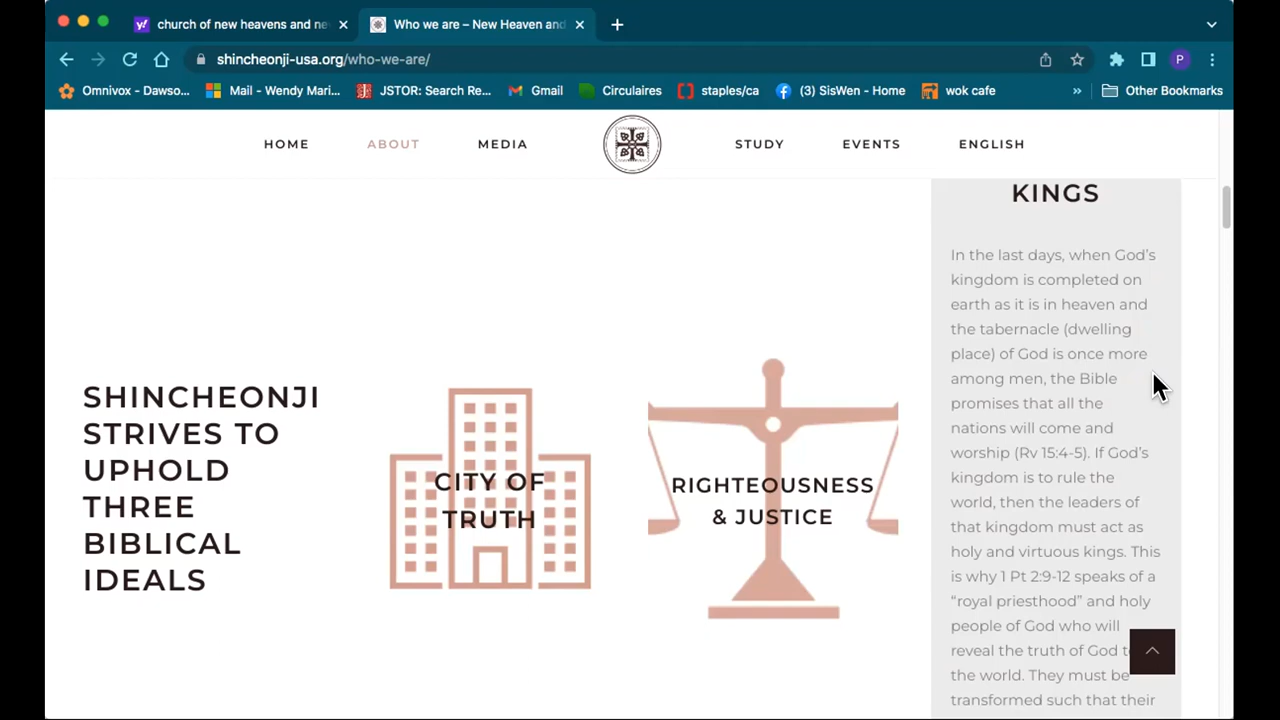 church of new heavens and ne
Who we are – New Heaven and
shincheonji-usa.org/who-we-are/
P
Omnivox - Dawso...
Mail - Wendy Mari...
JSTOR: Search Re...
Gmail
Circulaires
staples/ca
(3) SisWen - Home
wok cafe
»
Other Bookmarks
HOME
ABOUT
MEDIA
STUDY
EVENTS
ENGLISH
SHINCHEONJI
STRIVES TO
UPHOLD
THREE
BIBLICAL
IDEALS
CITY OF
TRUTH
RIGHTEOUSNESS
& JUSTICE
KINGS
In the last days, when God’s
kingdom is completed on
earth as it is in heaven and
the tabernacle (dwelling
place) of God is once more
among men, the Bible
promises that all the
nations will come and
worship (Rv 15:4-5). If God’s
kingdom is to rule the
world, then the leaders of
that kingdom must act as
holy and virtuous kings. This
is why 1 Pt 2:9-12 speaks of a
“royal priesthood” and holy
people of God who will
reveal the truth of God
the world. They must be
transformed such that their